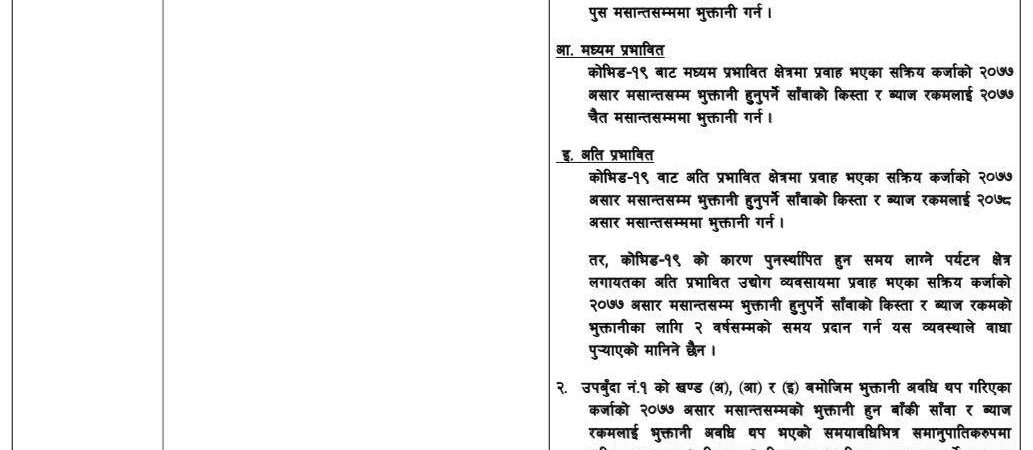 पुस मसान्तसम्ममा भुक्तानी गर्न ।
आ. मध्यम प्रभावित
कोभिड-१९ बाट मध्यम प्रभावित क्षेत्रमा प्रवाह भएका सक्रिय कर्जाको २०७७
असार मसान्तसम्म भुक्तानी हुनुपर्ने साँवाको किस्ता र ब्याज रकमलाई २०७७
चैत मसान्तसम्ममा भुक्तानी गर्न ।
इ. अति प्रभावित
कोभिड-१९ वाट अति प्रभावित क्षेत्रमा प्रवाह भएका सक्रिय कर्जाको २०७७
असार मसान्तसम्म भुक्तानी हुनुपर्ने साँवाको किस्ता र ब्याज रकमलाई २०७८
असार मसान्तसम्ममा भुक्तानी गर्न ।
तर, कोभिड-१९ को कारण पुनर्स्थापित हुन समय लाग्ने पर्यटन क्षेत्र
लगायतका अति प्रभावित उद्योग व्यवसायमा प्रवाह भएका सक्रिय कर्जाको
२०७७ असार मसान्तसम्म भुक्तानी हुनुपर्ने साँवाको किस्ता र ब्याज रकमको
भुक्तानीका लागि २ वर्षसम्मको समय प्रदान गर्न यस व्यवस्थाले वाधा
पुऱ्याएको मानिने छैन ।
२. उपबुँदा नं.१ को खण्ड (अ), (आ) र (इ) बमोजिम भुक्तानी अवधि थप गरिएका
कर्जाको २०७७ असार मसान्तसम्मको भुक्तानी हुन बाँकी साँवा र ब्याज
रकमलाई भुक्तानी अवधि थप भएको समयावधिभित्र समानुपातिकरुपमा